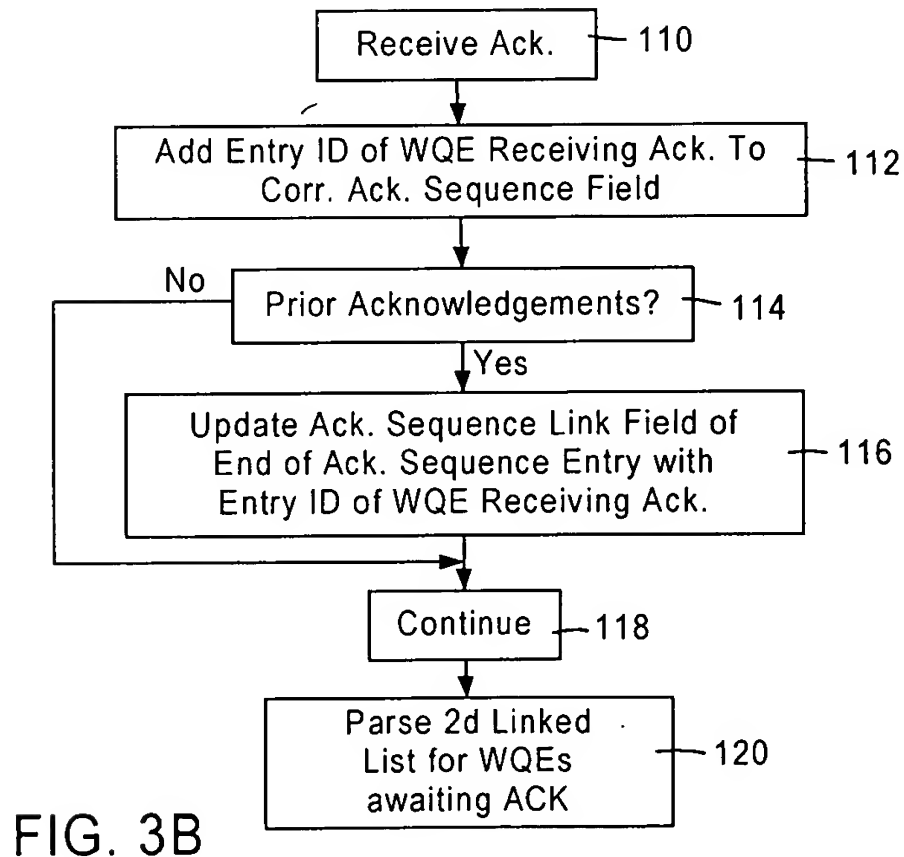 Receive Ack.
110
Add Entry ID of WQE Receiving Ack. To
Corr. Ack. Sequence Field
112
No
Prior Acknowledgements?
114
Yes
Update Ack. Sequence Link Field of
End of Ack. Sequence Entry with
Entry ID of WQE Receiving Ack.
116
Continue
118
Parse 2d Linked
List for WQEs
awaiting ACK
120
FIG. 3B